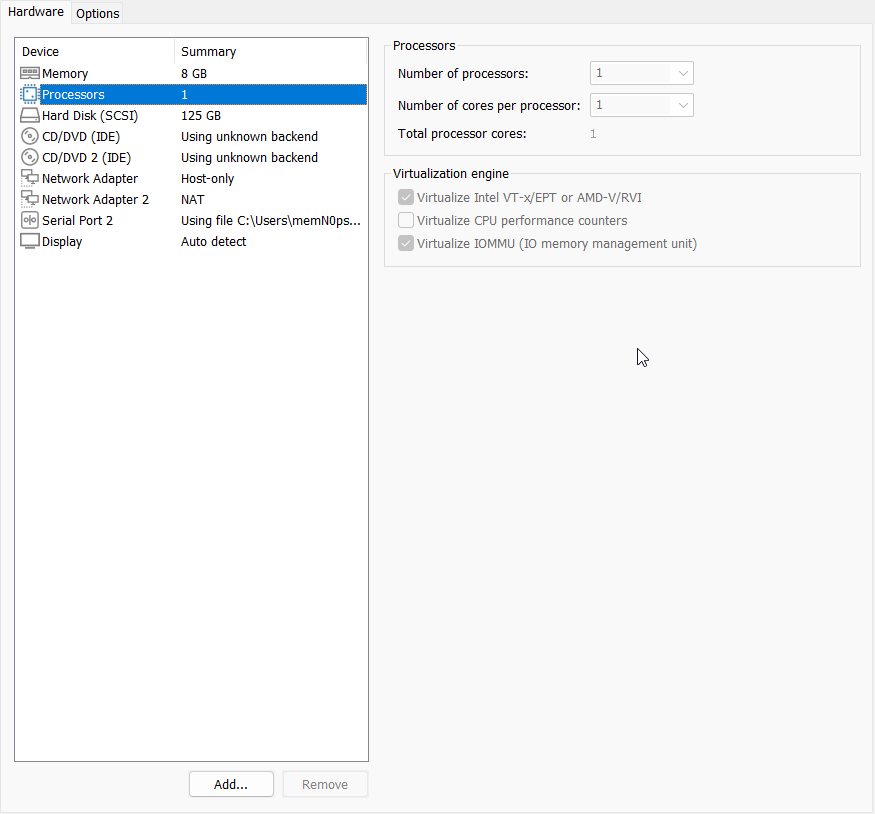 Hardware Options
Device Summary
Memory 8 GB
Processors 1
Hard Disk (SCSI) 125 GB
CD/DVD (IDE) Using unknown backend
CD/DVD 2 (IDE) Using unknown backend
Network Adapter Host-only
Network Adapter 2 NAT
Serial Port 2 Using file C:\Users\memN0ps...
Display Auto detect
Add... Remove
Processors
Number of processors: 1
Number of cores per processor: 1
Total processor cores: 1
Virtualization engine
Virtualize Intel VT-x/EPT or AMD-V/RVI
Virtualize CPU performance counters
Virtualize IOMMU (IO memory management unit)